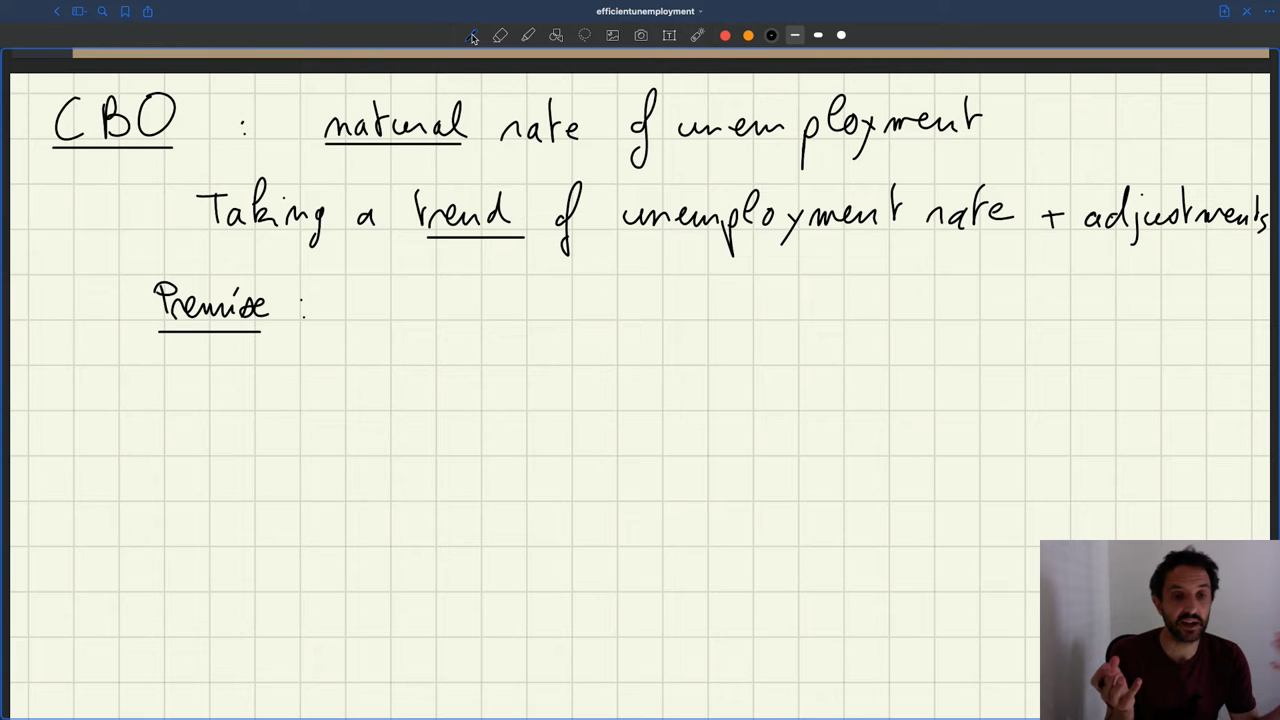 efficientunemployment
CBO : natural rate of unemployment
Taking a trend of unemployment rate + adjustments
Premise :